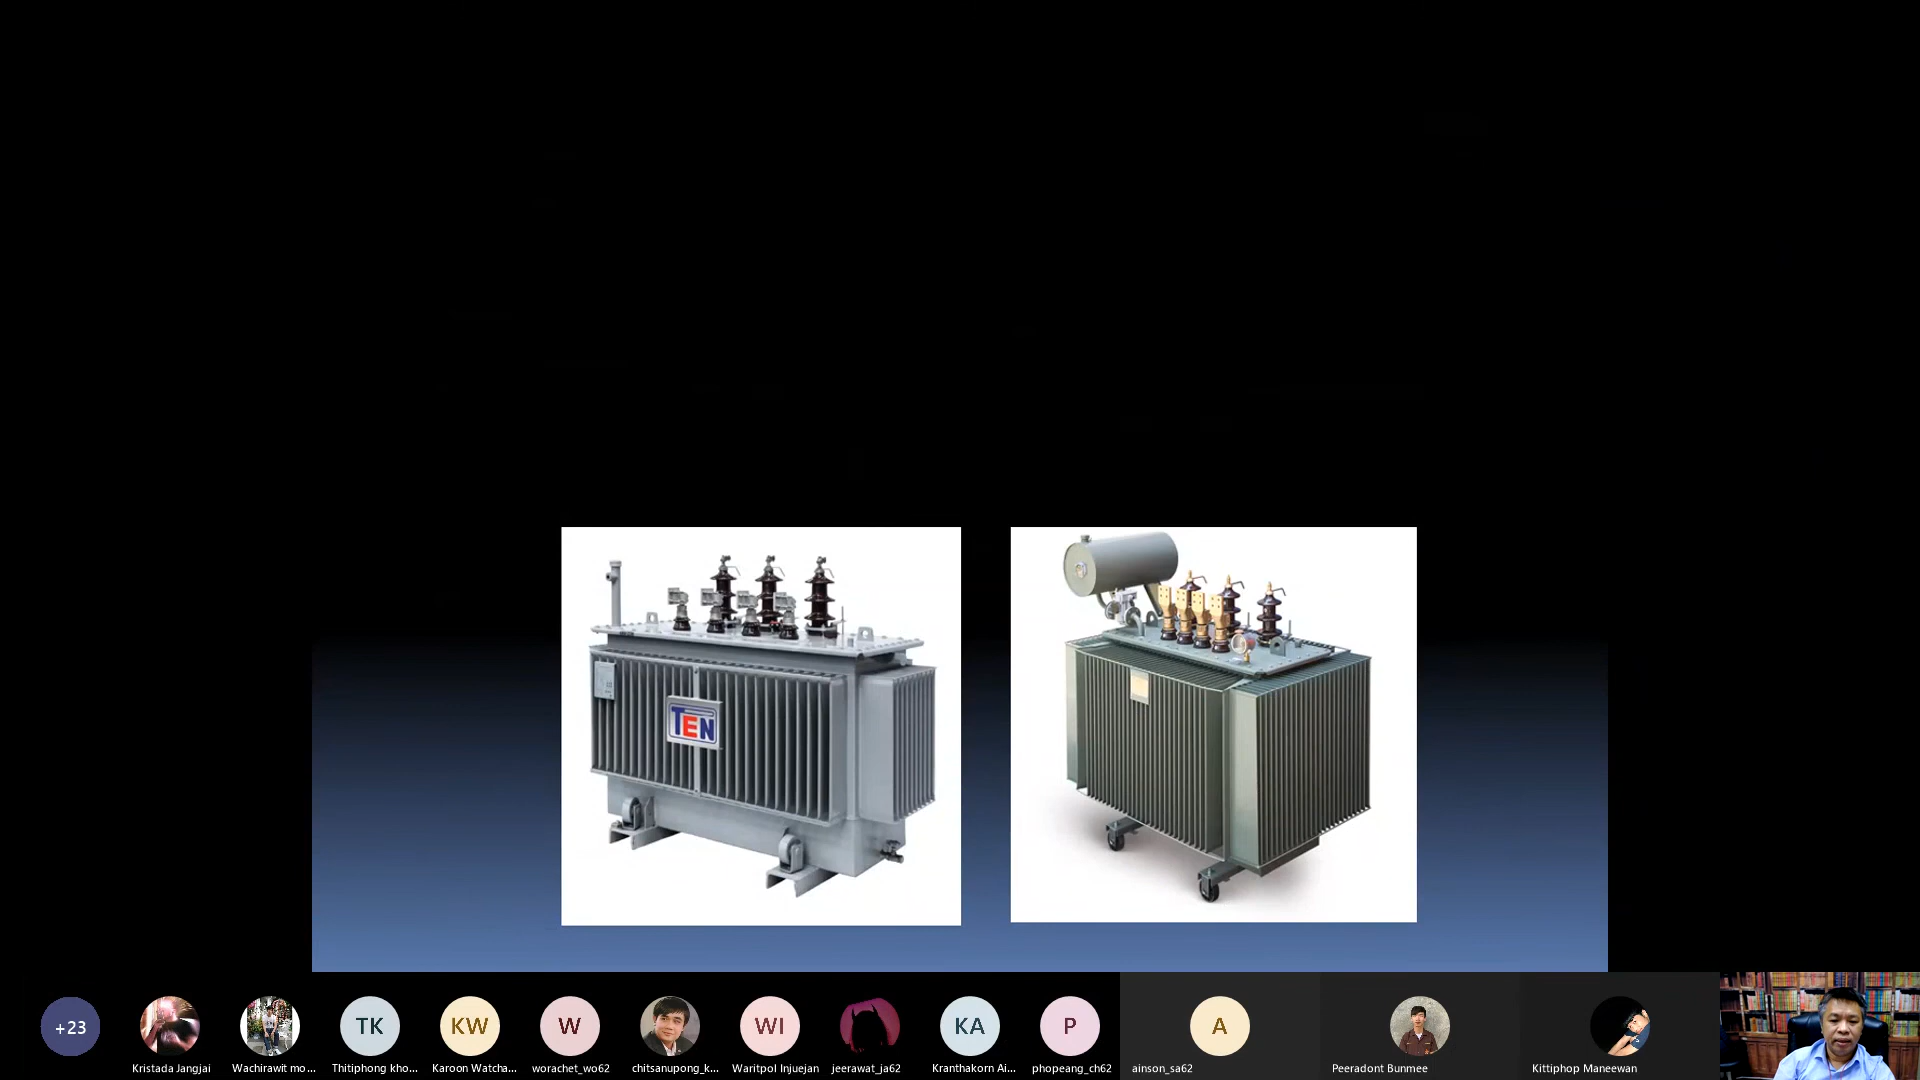 TEN
+23
TK
KW
W
WI
KA
P
A
Kristada Jangjai
Wachirawit mo...
Thitiphong kho...
Karoon Watcha...
worachet_wo62
chitsanupong_k...
Waritpol Injuejan
jeerawat_ja62
Kranthakorn Ai...
phopeang_ch62
ainson_sa62
Peeradont Bunmee
Kittiphop Maneewan